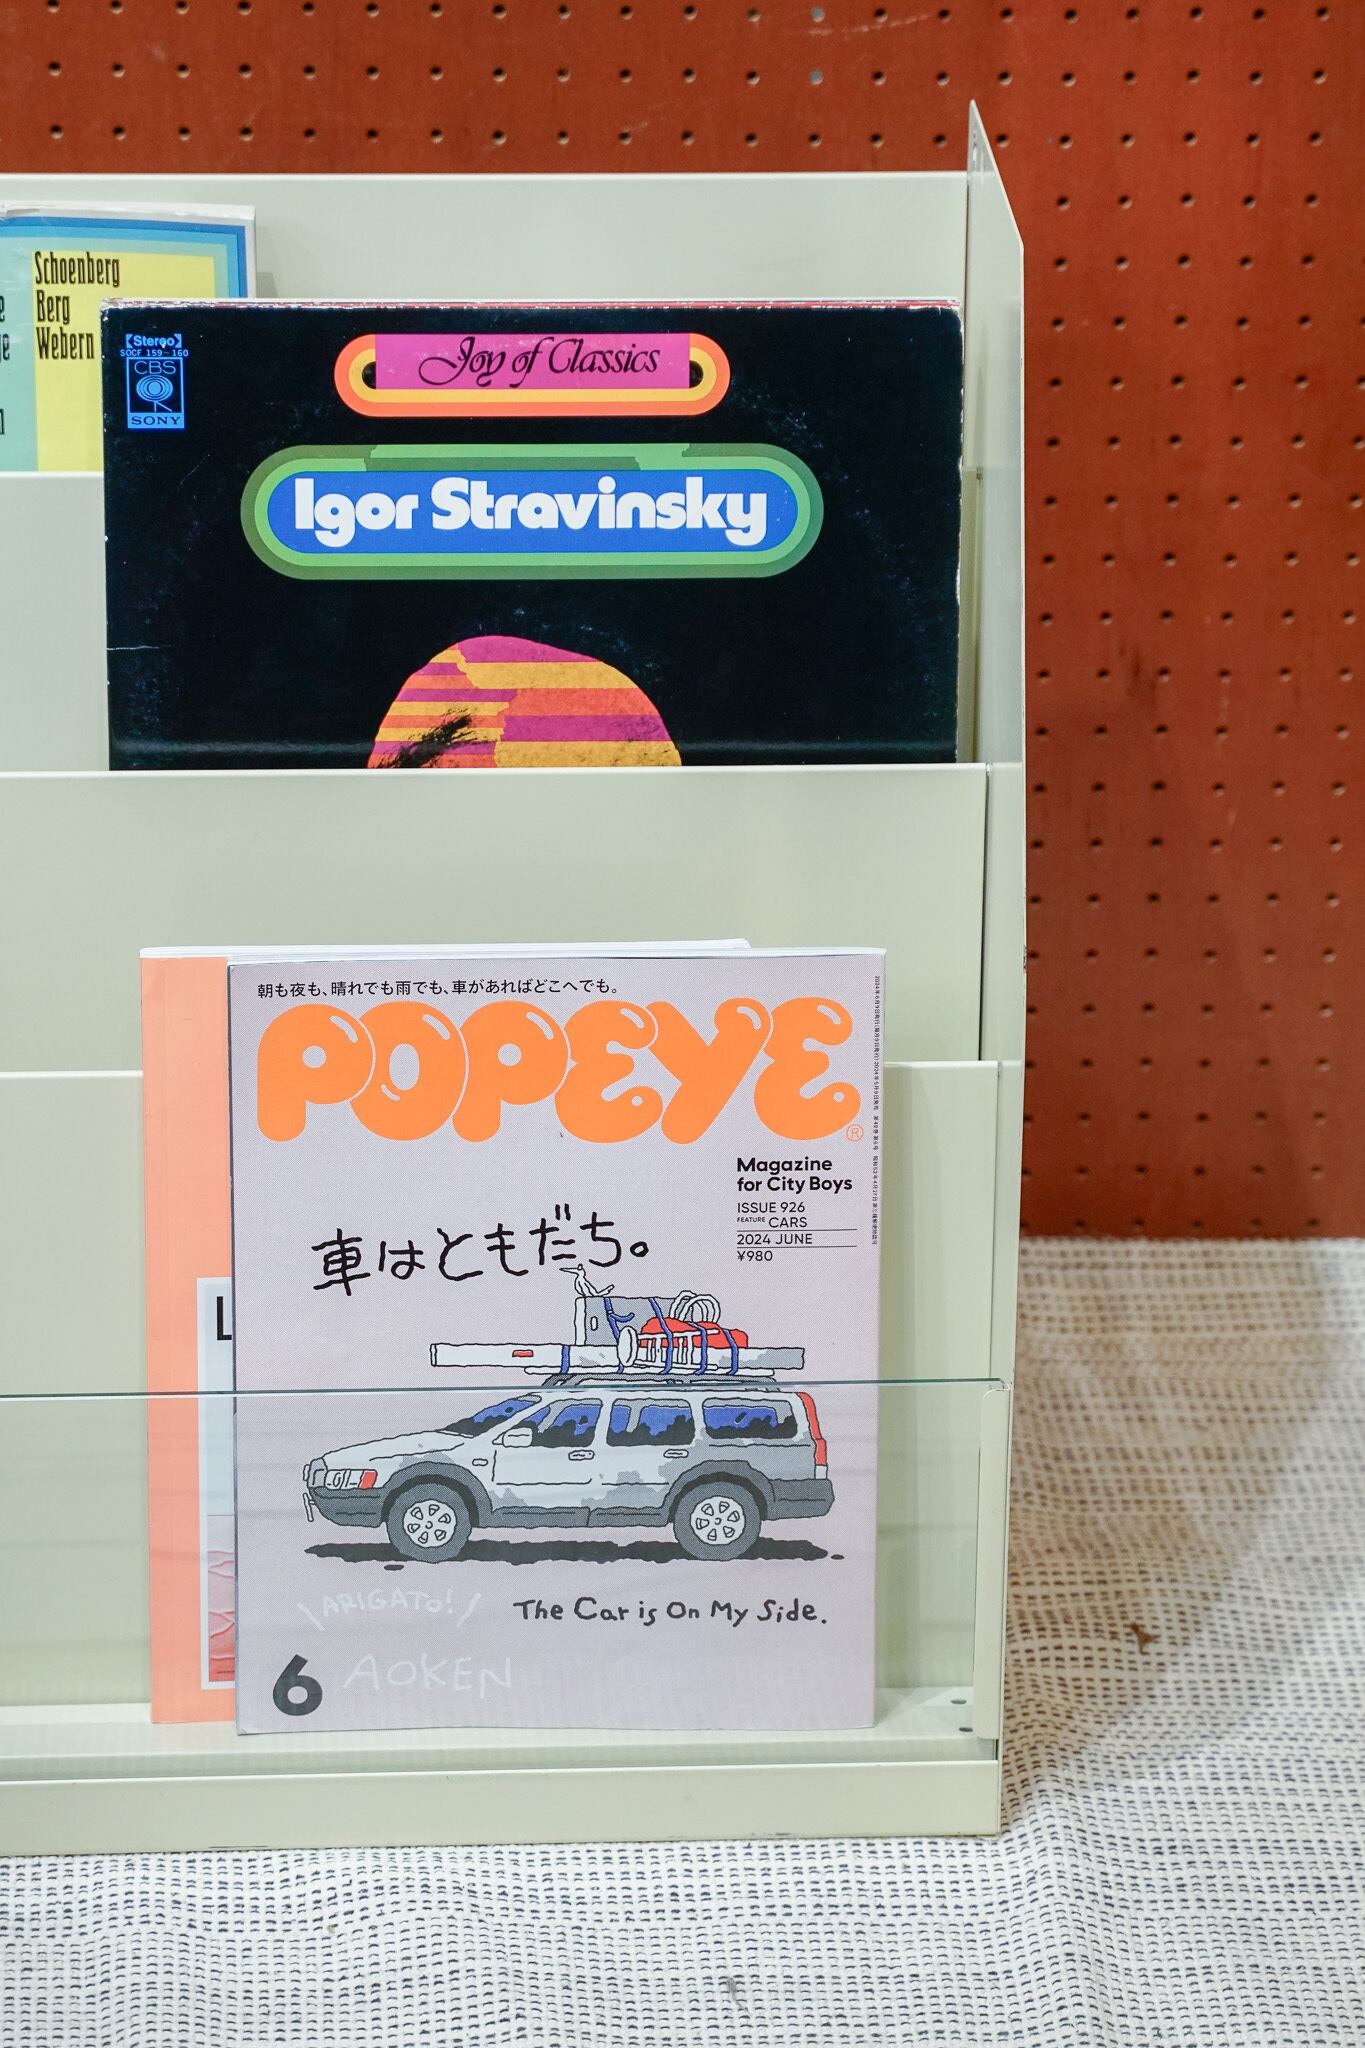 Schoenberg
Berg
Webern
【Stereo】
SOCF 159~160
CBS
SONY
Joy of Classics
Igor Stravinsky
朝も夜も、晴れでも雨でも、車があればどこへでも。
POPEYE®
Magazine
for City Boys
ISSUE 926
FEATURE CARS
2024 JUNE
¥980
車はともだち。
L
\ARIGATO!/
The Car is On My Side.
6
AOKEN